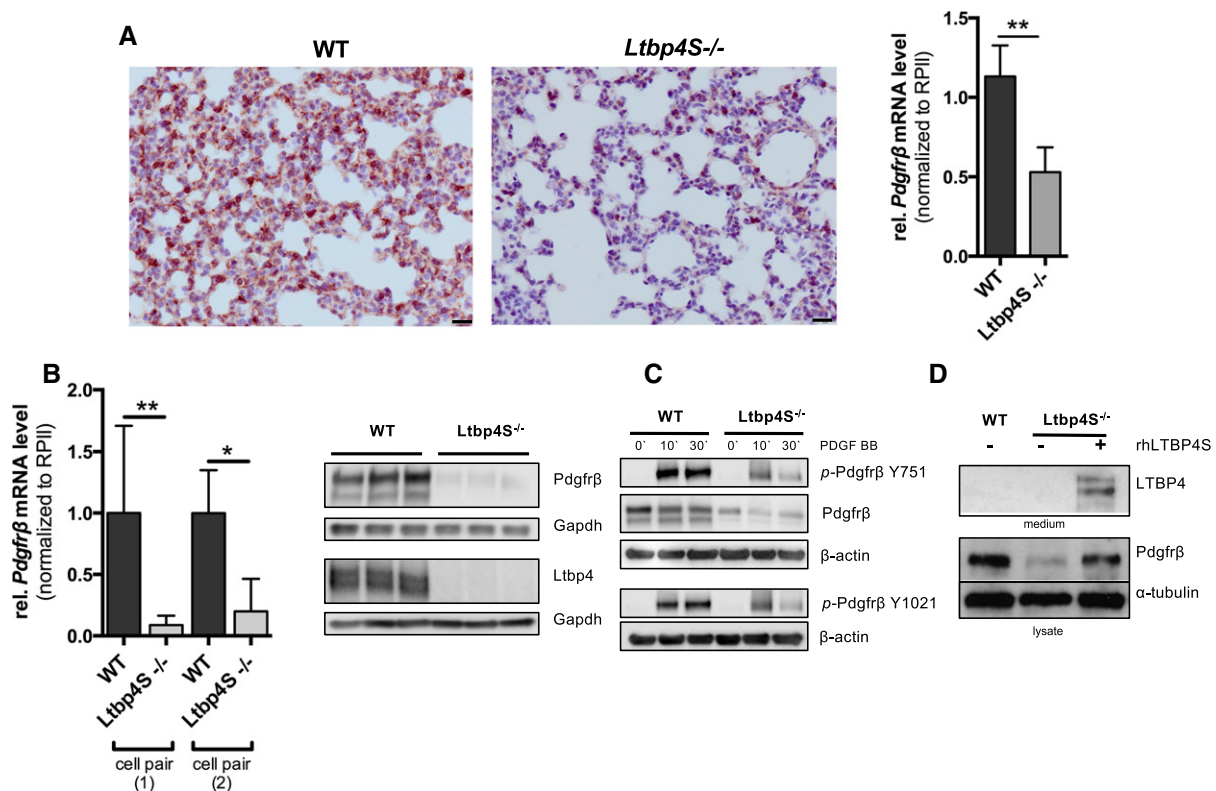 A
WT
Ltbp4S-/-
rel. Pdgfrβ mRNA level
(normalized to RPII)
1.5
1.0
0.5
0.0
**
WT
Ltbp4S -/-
B
rel. Pdgfrβ mRNA level
(normalized to RPII)
2.0
1.5
1.0
0.5
0.0
**
*
WT
Ltbp4S -/-
WT
Ltbp4S -/-
cell pair
(1)
cell pair
(2)
WT
Ltbp4S-/-
Pdgfrβ
Gapdh
Ltbp4
Gapdh
C
WT
Ltbp4S-/-
0` 10` 30` 0` 10` 30` PDGF BB
p-Pdgfrβ Y751
Pdgfrβ
β-actin
p-Pdgfrβ Y1021
β-actin
D
WT
Ltbp4S-/-
- - + rhLTBP4S
LTBP4
medium
Pdgfrβ
α-tubulin
lysate